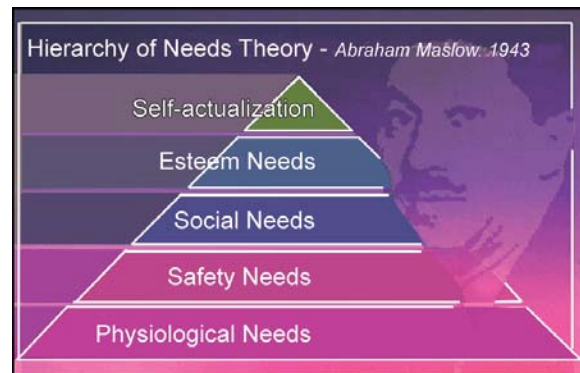 Hierarchy of Needs Theory - Abraham Maslow. 1943
Self-actualization
Esteem Needs
Social Needs
Safety Needs
Physiological Needs